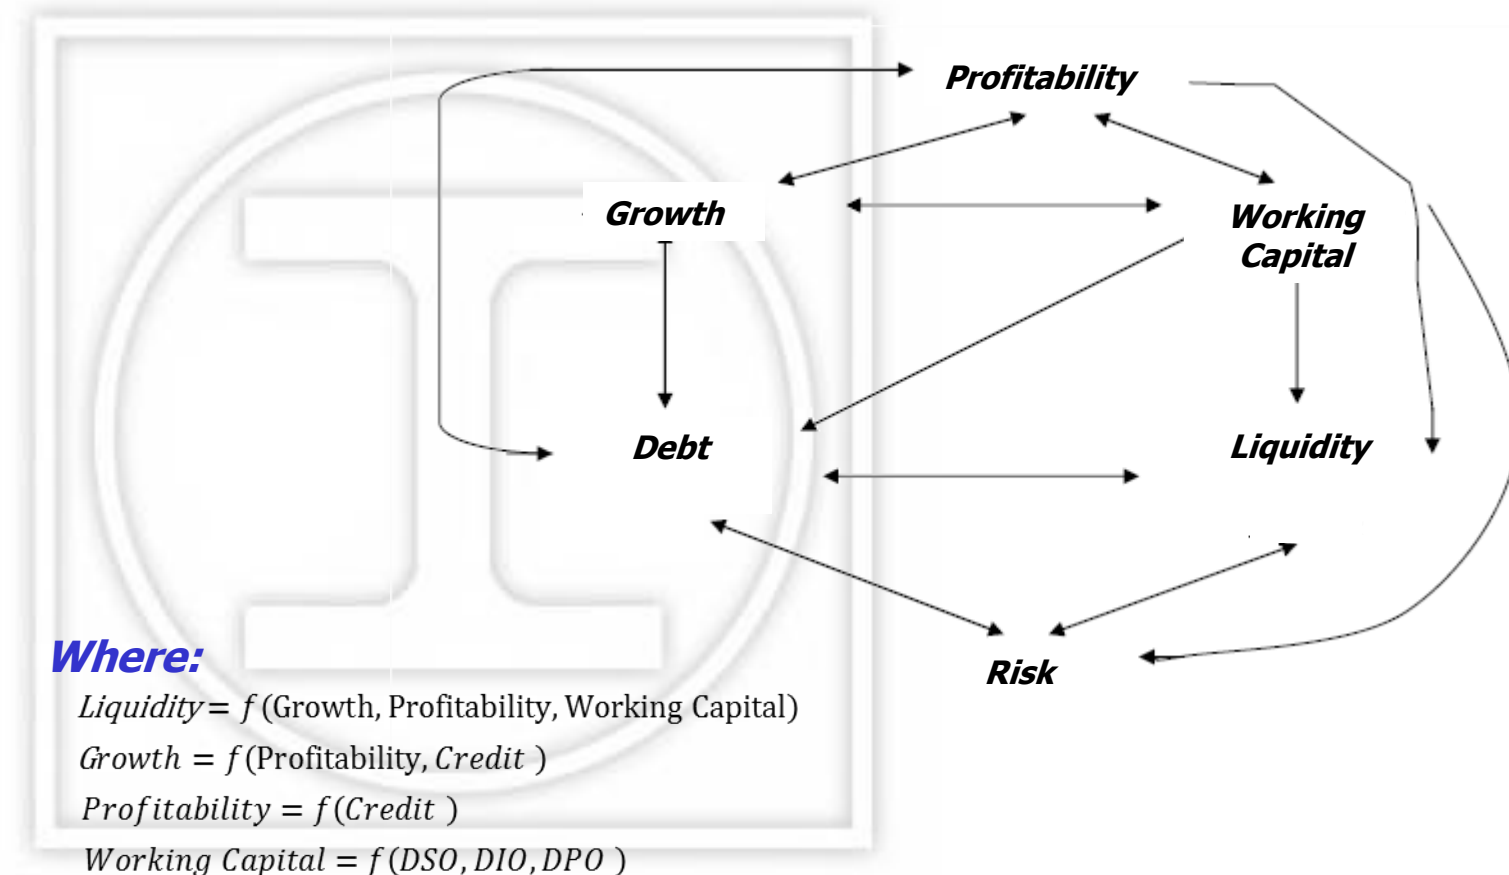 Profitability
Growth
Working
Capital
Debt
Liquidity
Risk
Where:
Liquidity = f (Growth, Profitability, Working Capital)
Growth = f (Profitability, Credit )
Profitability = f (Credit )
Working Capital = f (DSO, DIO, DPO )